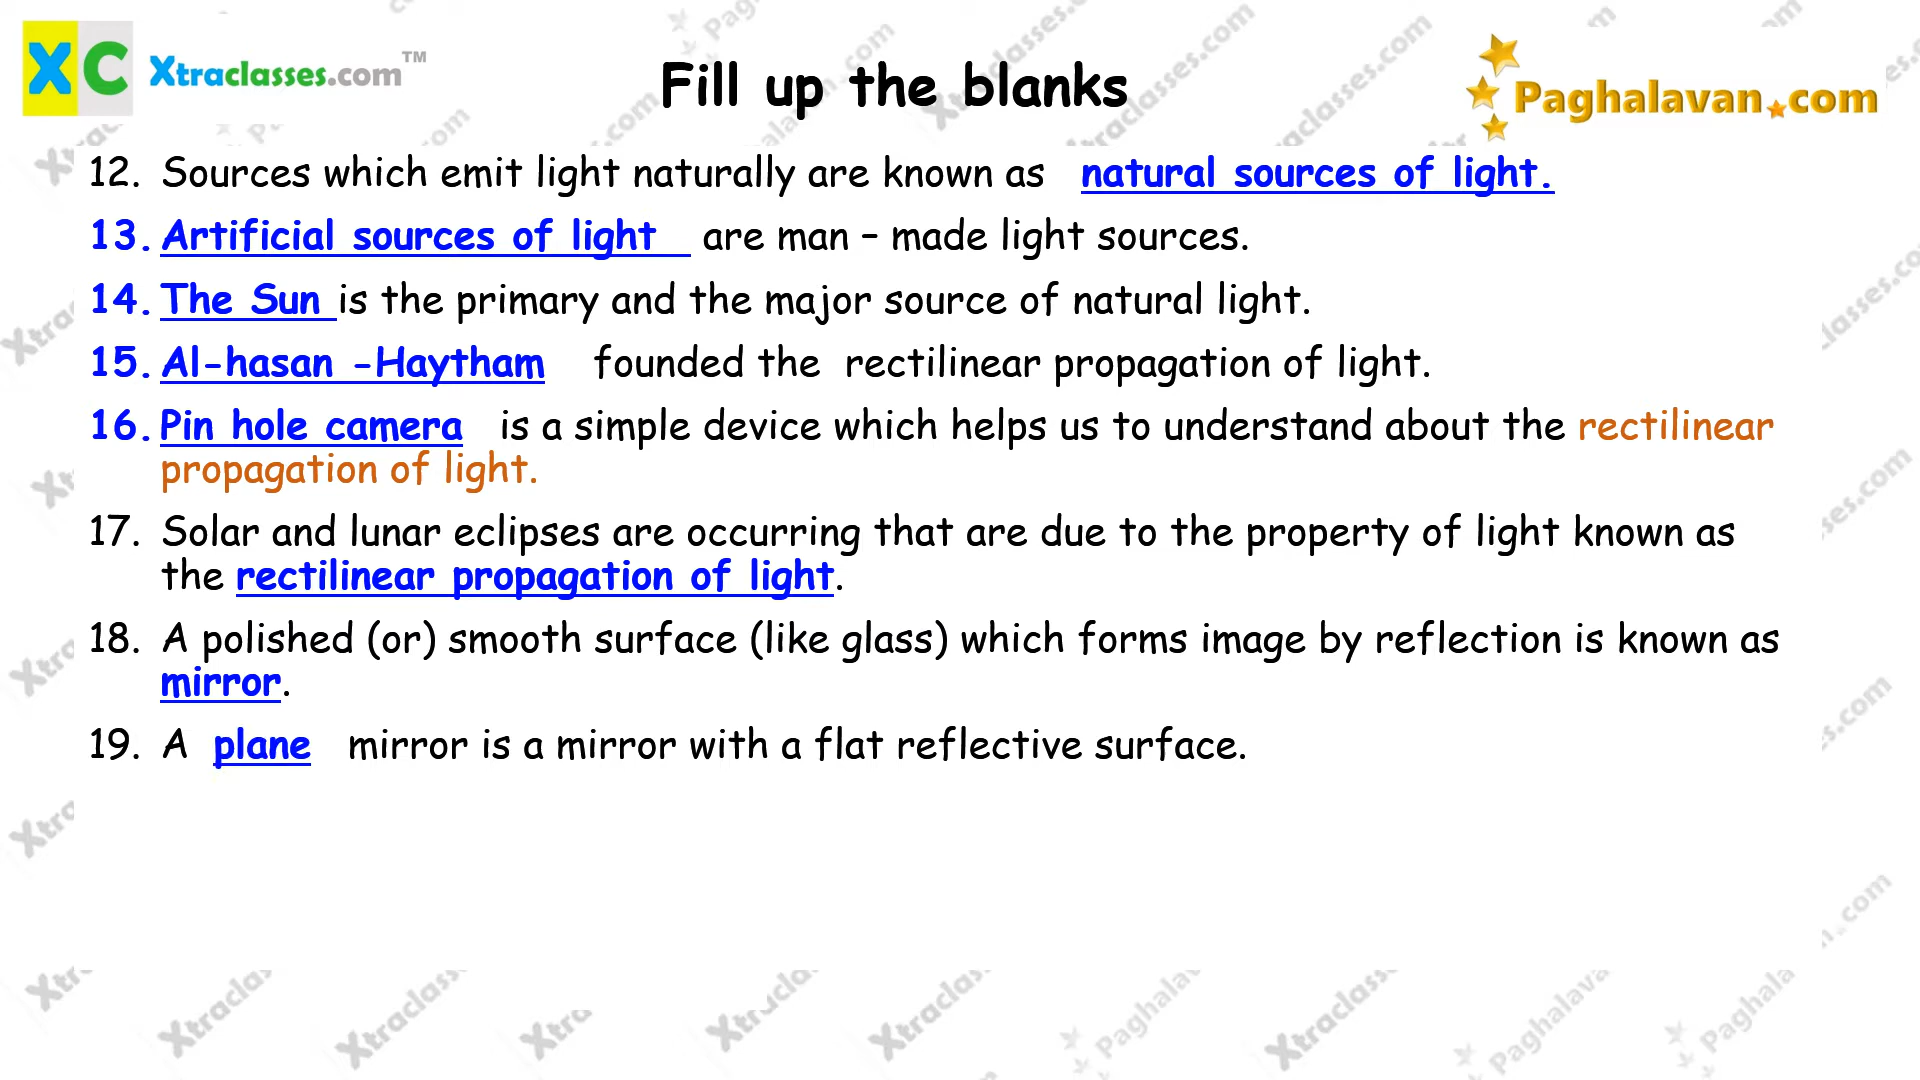 XC Xtraclasses.com™
Fill up the blanks
Paghalavan.com
12. Sources which emit light naturally are known as natural sources of light.
13. Artificial sources of light are man – made light sources.
14. The Sun is the primary and the major source of natural light.
15. Al-hasan -Haytham founded the rectilinear propagation of light.
16. Pin hole camera is a simple device which helps us to understand about the rectilinear
propagation of light.
17. Solar and lunar eclipses are occurring that are due to the property of light known as
the rectilinear propagation of light.
18. A polished (or) smooth surface (like glass) which forms image by reflection is known as
mirror.
19. A plane mirror is a mirror with a flat reflective surface.